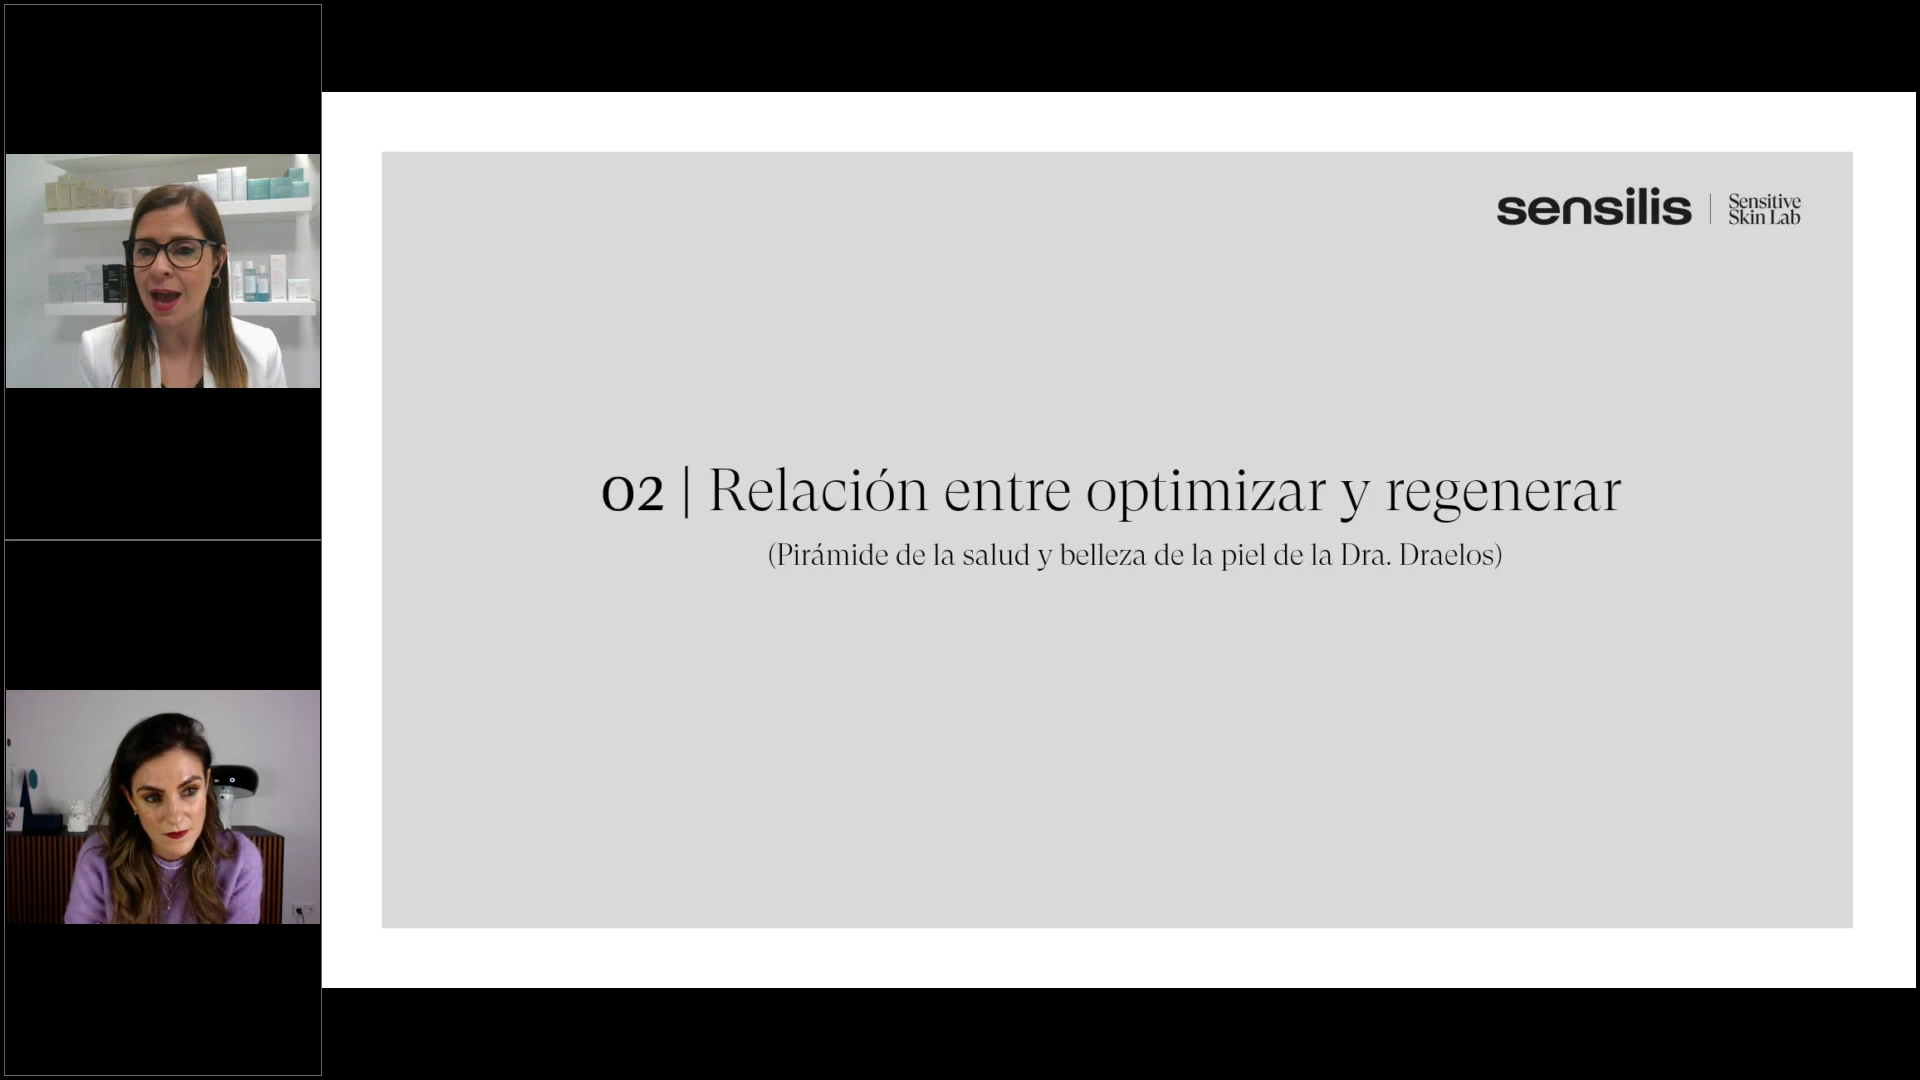 sensilis | Sensitive
Skin Lab
02 | Relación entre optimizar y regenerar
(Pirámide de la salud y belleza de la piel de la Dra. Draelos)